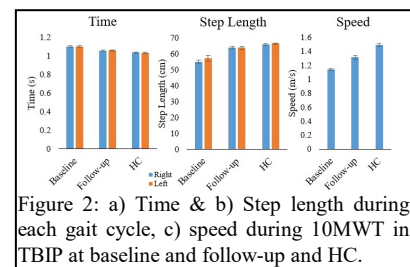 Time
Step Length
Speed
Time (s)
1.2
1
0.8
0.6
0.4
0.2
0
Baseline
Follow-up
HC
Step Length (cm)
70
60
50
40
30
20
10
0
Baseline
Follow-up
HC
Right
Left
Speed (m/s)
1.6
1.4
1.2
1
0.8
0.6
0.4
0.2
0
Baseline
Follow-up
HC
Figure 2: a) Time & b) Step length during
each gait cycle, c) speed during 10MWT in
TBIP at baseline and follow-up and HC.